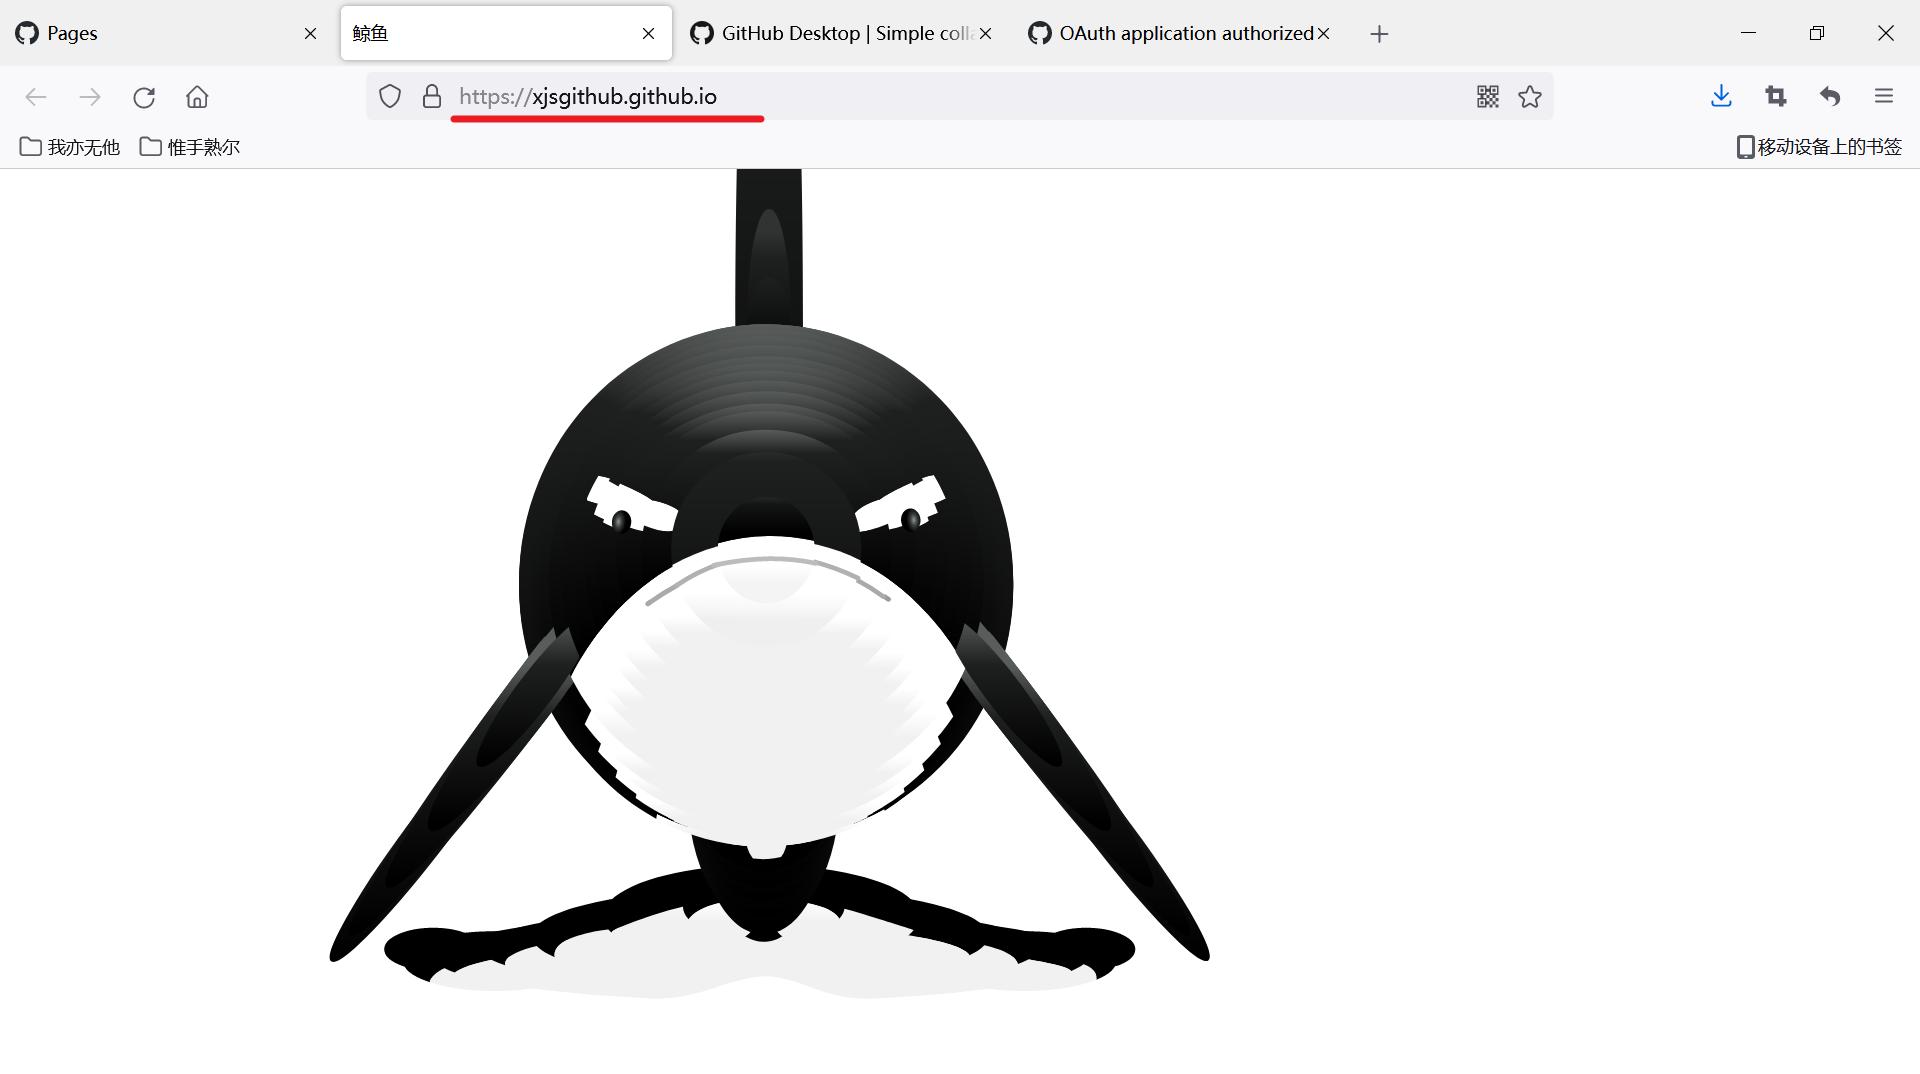 Pages
鲸鱼
GitHub Desktop | Simple coll
OAuth application authorized
https://xjsgithub.github.io
我亦无他
惟手熟尔
移动设备上的书签